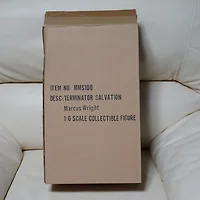 ITEM NO. MMS100
DESC.TERMINATOR SALVATION
Marcus Wright
1:6 SCALE COLLECTIBLE FIGURE